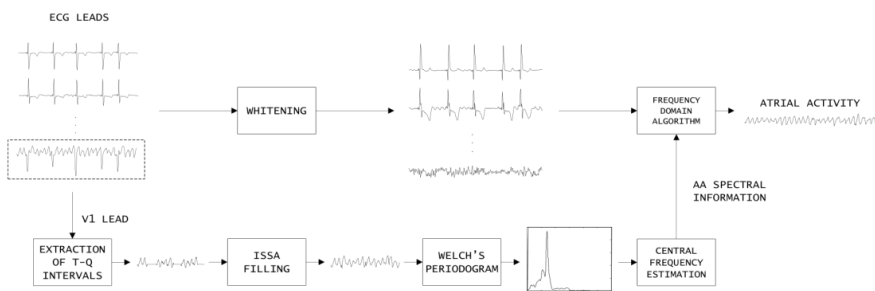 ECG LEADS
WHITENING
FREQUENCY
DOMAIN
ALGORITHM
ATRIAL ACTIVITY
AA SPECTRAL
INFORMATION
V1 LEAD
EXTRACTION
OF T-Q
INTERVALS
ISSA
FILLING
WELCH'S
PERIODOGRAM
CENTRAL
FREQUENCY
ESTIMATION